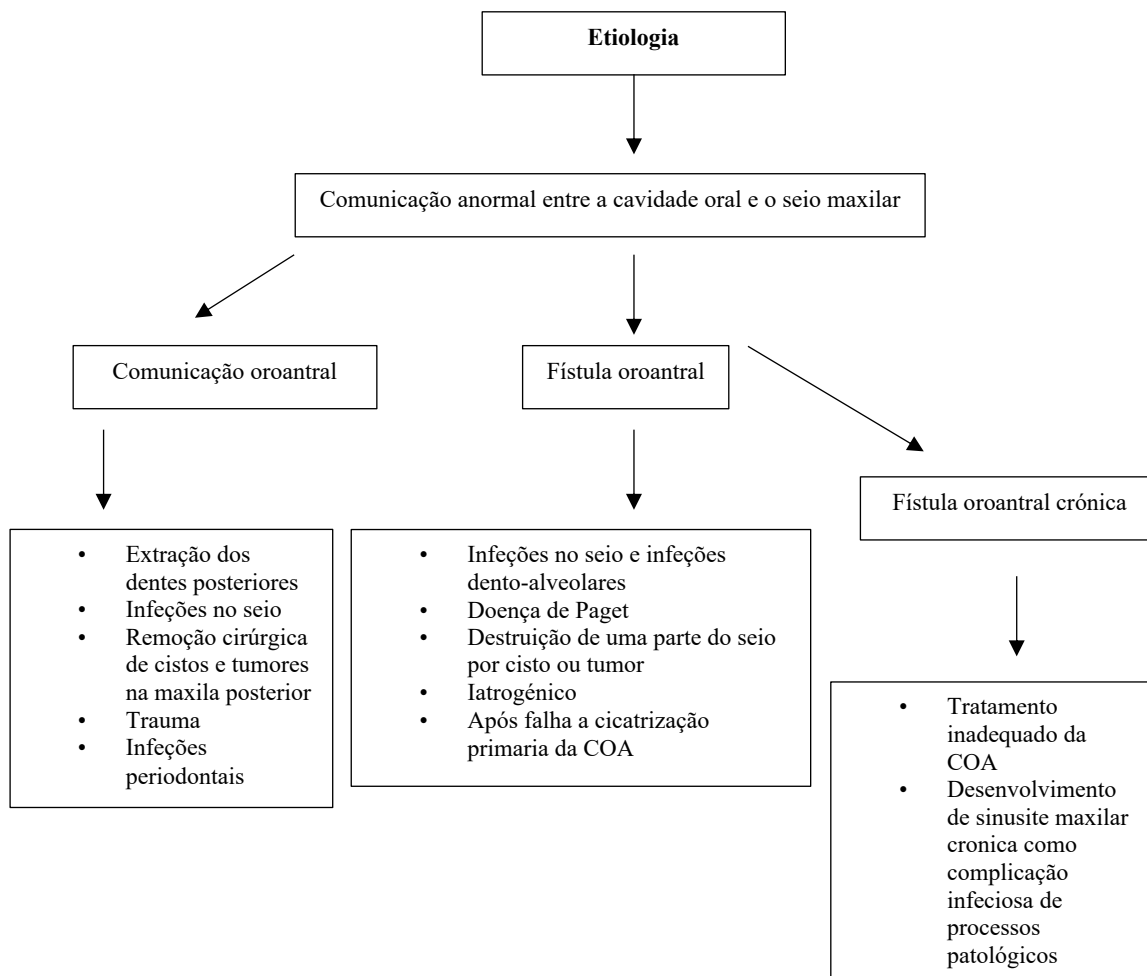 Etiologia
Comunicação anormal entre a cavidade oral e o seio maxilar
Comunicação oroantral
Fístula oroantral
Fístula oroantral crónica
• Extração dos
dentes posteriores
• Infeções no seio
• Remoção cirúrgica
de cistos e tumores
na maxila posterior
• Trauma
• Infeções
periodontais
• Infeções no seio e infeções
dento-alveolares
• Doença de Paget
• Destruição de uma parte do seio
por cisto ou tumor
• Iatrogénico
• Após falha a cicatrização
primaria da COA
• Tratamento
inadequado da
COA
• Desenvolvimento
de sinusite maxilar
cronica como
complicação
infeciosa de
processos
patológicos